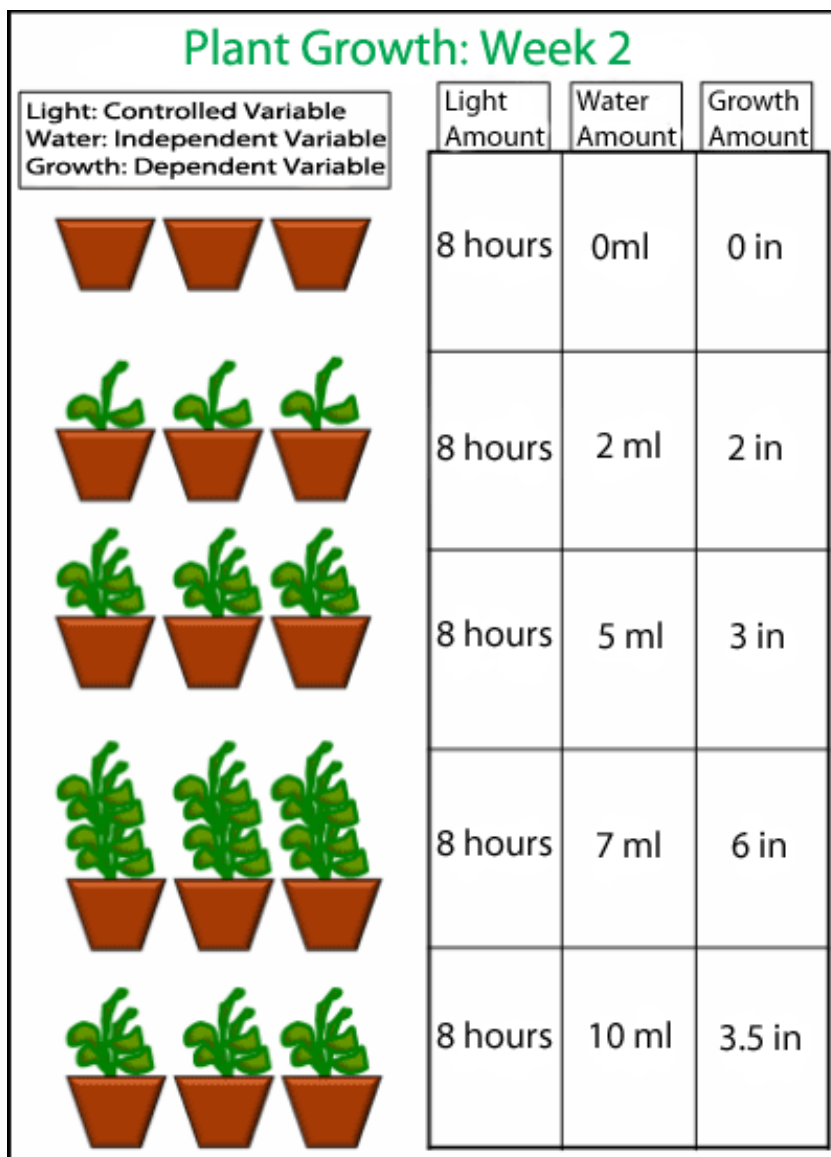 Plant Growth: Week 2
Light: Controlled Variable
Water: Independent Variable
Growth: Dependent Variable
Light Amount
Water Amount
Growth Amount
8 hours 0ml 0 in
8 hours 2 ml 2 in
8 hours 5 ml 3 in
8 hours 7 ml 6 in
8 hours 10 ml 3.5 in